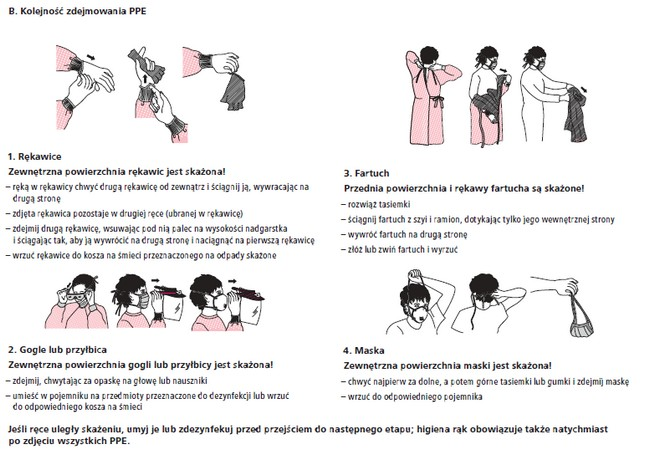 B. Kolejność zdejmowania PPE
1. Rękawice
Zewnętrzna powierzchnia rękawic jest skażona!
– ręką w rękawicy chwyć drugą rękawicę od zewnątrz i ściągnij ją, wywracając na
drugą stronę
– zdjęta rękawica pozostaje w drugiej ręce (ubranej w rękawicę)
– zdejmij drugą rękawicę, wsuwając pod nią palec na wysokości nadgarstka
i ściągając tak, aby ją wywrócić na drugą stronę i naciągnąć na pierwszą rękawicę
– wrzuć rękawice do kosza na śmieci przeznaczonego na odpady skażone
2. Gogle lub przyłbica
Zewnętrzna powierzchnia gogli lub przyłbicy jest skażona!
– zdejmij, chwytając za opaskę na głowę lub nauszniki
– umieść w pojemniku na przedmioty przeznaczone do dezynfekcji lub wrzuć
do odpowiedniego kosza na śmieci
3. Fartuch
Przednia powierzchnia i rękawy fartucha są skażone!
– rozwiąż tasiemki
– ściągnij fartuch z szyi i ramion, dotykając tylko jego wewnętrznej strony
– wywróć fartuch na drugą stronę
– złóż lub zwiń fartuch i wyrzuć
4. Maska
Zewnętrzna powierzchnia maski jest skażona!
– chwyć najpierw za dolne, a potem górne tasiemki lub gumki i zdejmij maskę
– wrzuć do odpowiedniego pojemnika
Jeśli ręce uległy skażeniu, umyj je lub zdezynfekuj przed przejściem do następnego etapu; higiena rąk obowiązuje także natychmiast
po zdjęciu wszystkich PPE.